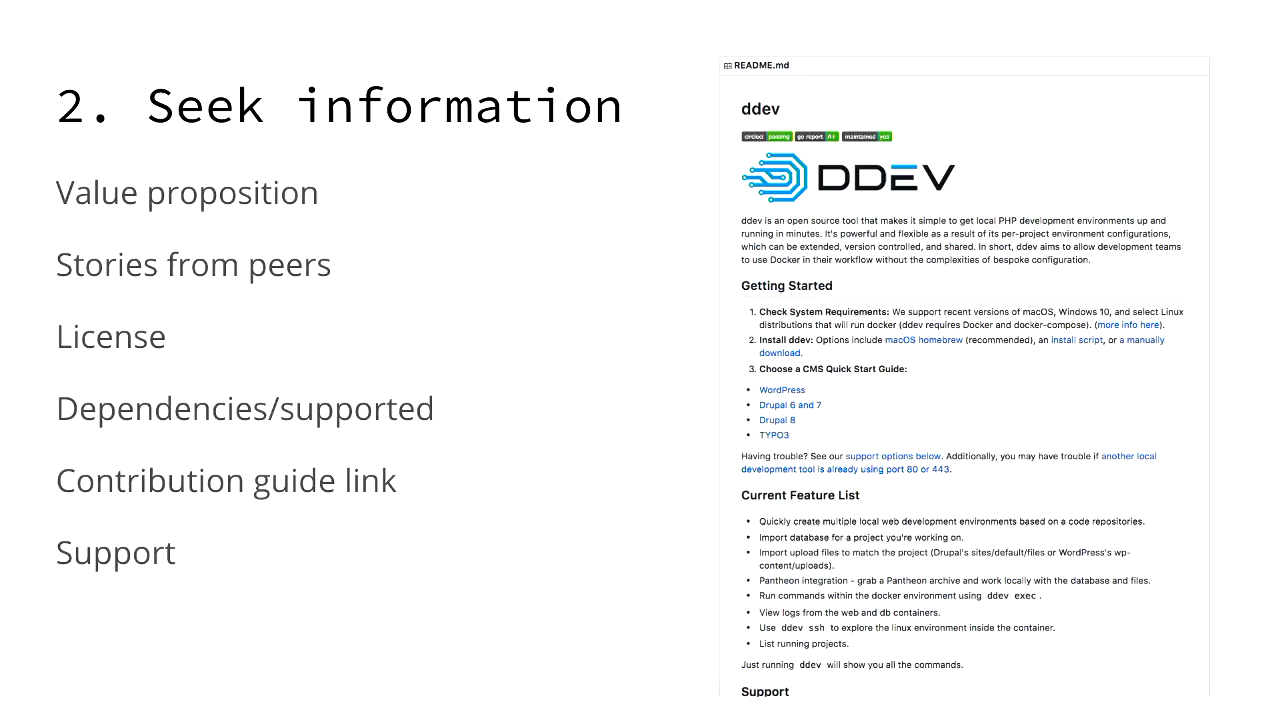 2. Seek information
Value proposition
Stories from peers
License
Dependencies/supported
Contribution guide link
Support
README.md
ddev
circleci passing go report A+ maintained yes
DDEV
ddev is an open source tool that makes it simple to get local PHP development environments up and
running in minutes. It's powerful and flexible as a result of its per-project environment configurations,
which can be extended, version controlled, and shared. In short, ddev aims to allow development teams
to use Docker in their workflow without the complexities of bespoke configuration.
Getting Started
1. Check System Requirements: We support recent versions of macOS, Windows 10, and select Linux
distributions that will run docker (ddev requires Docker and docker-compose). (more info here).
2. Install ddev: Options include macOS homebrew (recommended), an install script, or a manually
download.
3. Choose a CMS Quick Start Guide:
• WordPress
• Drupal 6 and 7
• Drupal 8
• TYPO3
Having trouble? See our support options below. Additionally, you may have trouble if another local
development tool is already using port 80 or 443.
Current Feature List
• Quickly create multiple local web development environments based on a code repositories.
• Import database for a project you're working on.
• Import upload files to match the project (Drupal's sites/default/files or WordPress's wp-
content/uploads).
• Pantheon integration - grab a Pantheon archive and work locally with the database and files.
• Run commands within the docker environment using ddev exec .
• View logs from the web and db containers.
• Use ddev ssh to explore the linux environment inside the container.
• List running projects.
Just running ddev will show you all the commands.
Support